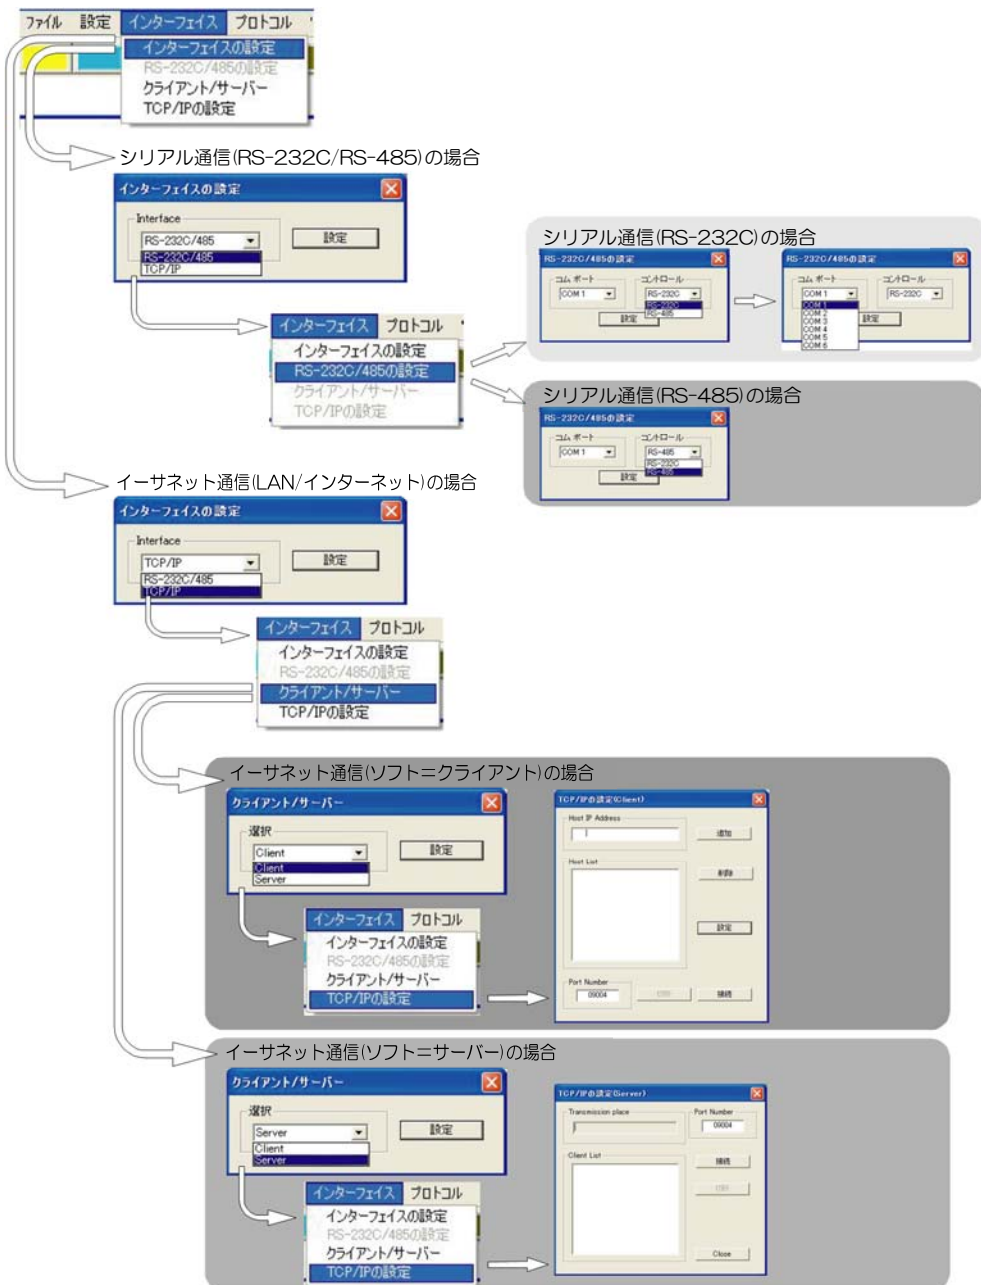 ファイル 設定 インターフェイス プロトコル
インターフェイスの設定
RS-232C/485の設定
クライアント/サーバー
TCP/IPの設定
シリアル通信(RS-232C/RS-485)の場合
インターフェイスの設定
Interface
RS-232C/485
設定
RS-232C/485
TCP/IP
インターフェイス プロトコル
インターフェイスの設定
RS-232C/485の設定
クライアント/サーバー
TCP/IPの設定
シリアル通信(RS-232C)の場合
RS-232C/485の設定
コム ポート コントロール
COM 1 RS-232C
RS-232C
RS-485
設定
RS-232C/485の設定
コム ポート コントロール
COM 1 RS-232C
COM 1
COM 2
COM 3
COM 4
COM 5
COM 6
設定
シリアル通信(RS-485)の場合
RS-232C/485の設定
コム ポート コントロール
COM 1 RS-485
RS-232C
RS-485
設定
イーサネット通信(LAN/インターネット)の場合
インターフェイスの設定
Interface
TCP/IP
設定
RS-232C/485
TCP/IP
インターフェイス プロトコル
インターフェイスの設定
RS-232C/485の設定
クライアント/サーバー
TCP/IPの設定
イーサネット通信(ソフト＝クライアント)の場合
クライアント/サーバー
選択
Client
設定
Client
Server
インターフェイス プロトコル
インターフェイスの設定
RS-232C/485の設定
クライアント/サーバー
TCP/IPの設定
TCP/IPの設定(Client)
Host IP Address
追加
Host List
削除
設定
Port Number
09004
切断
接続
イーサネット通信(ソフト＝サーバー)の場合
クライアント/サーバー
選択
Server
設定
Client
Server
インターフェイス プロトコル
インターフェイスの設定
RS-232C/485の設定
クライアント/サーバー
TCP/IPの設定
TCP/IPの設定(Server)
Transmission place
Port Number
09004
Client List
接続
切断
Close